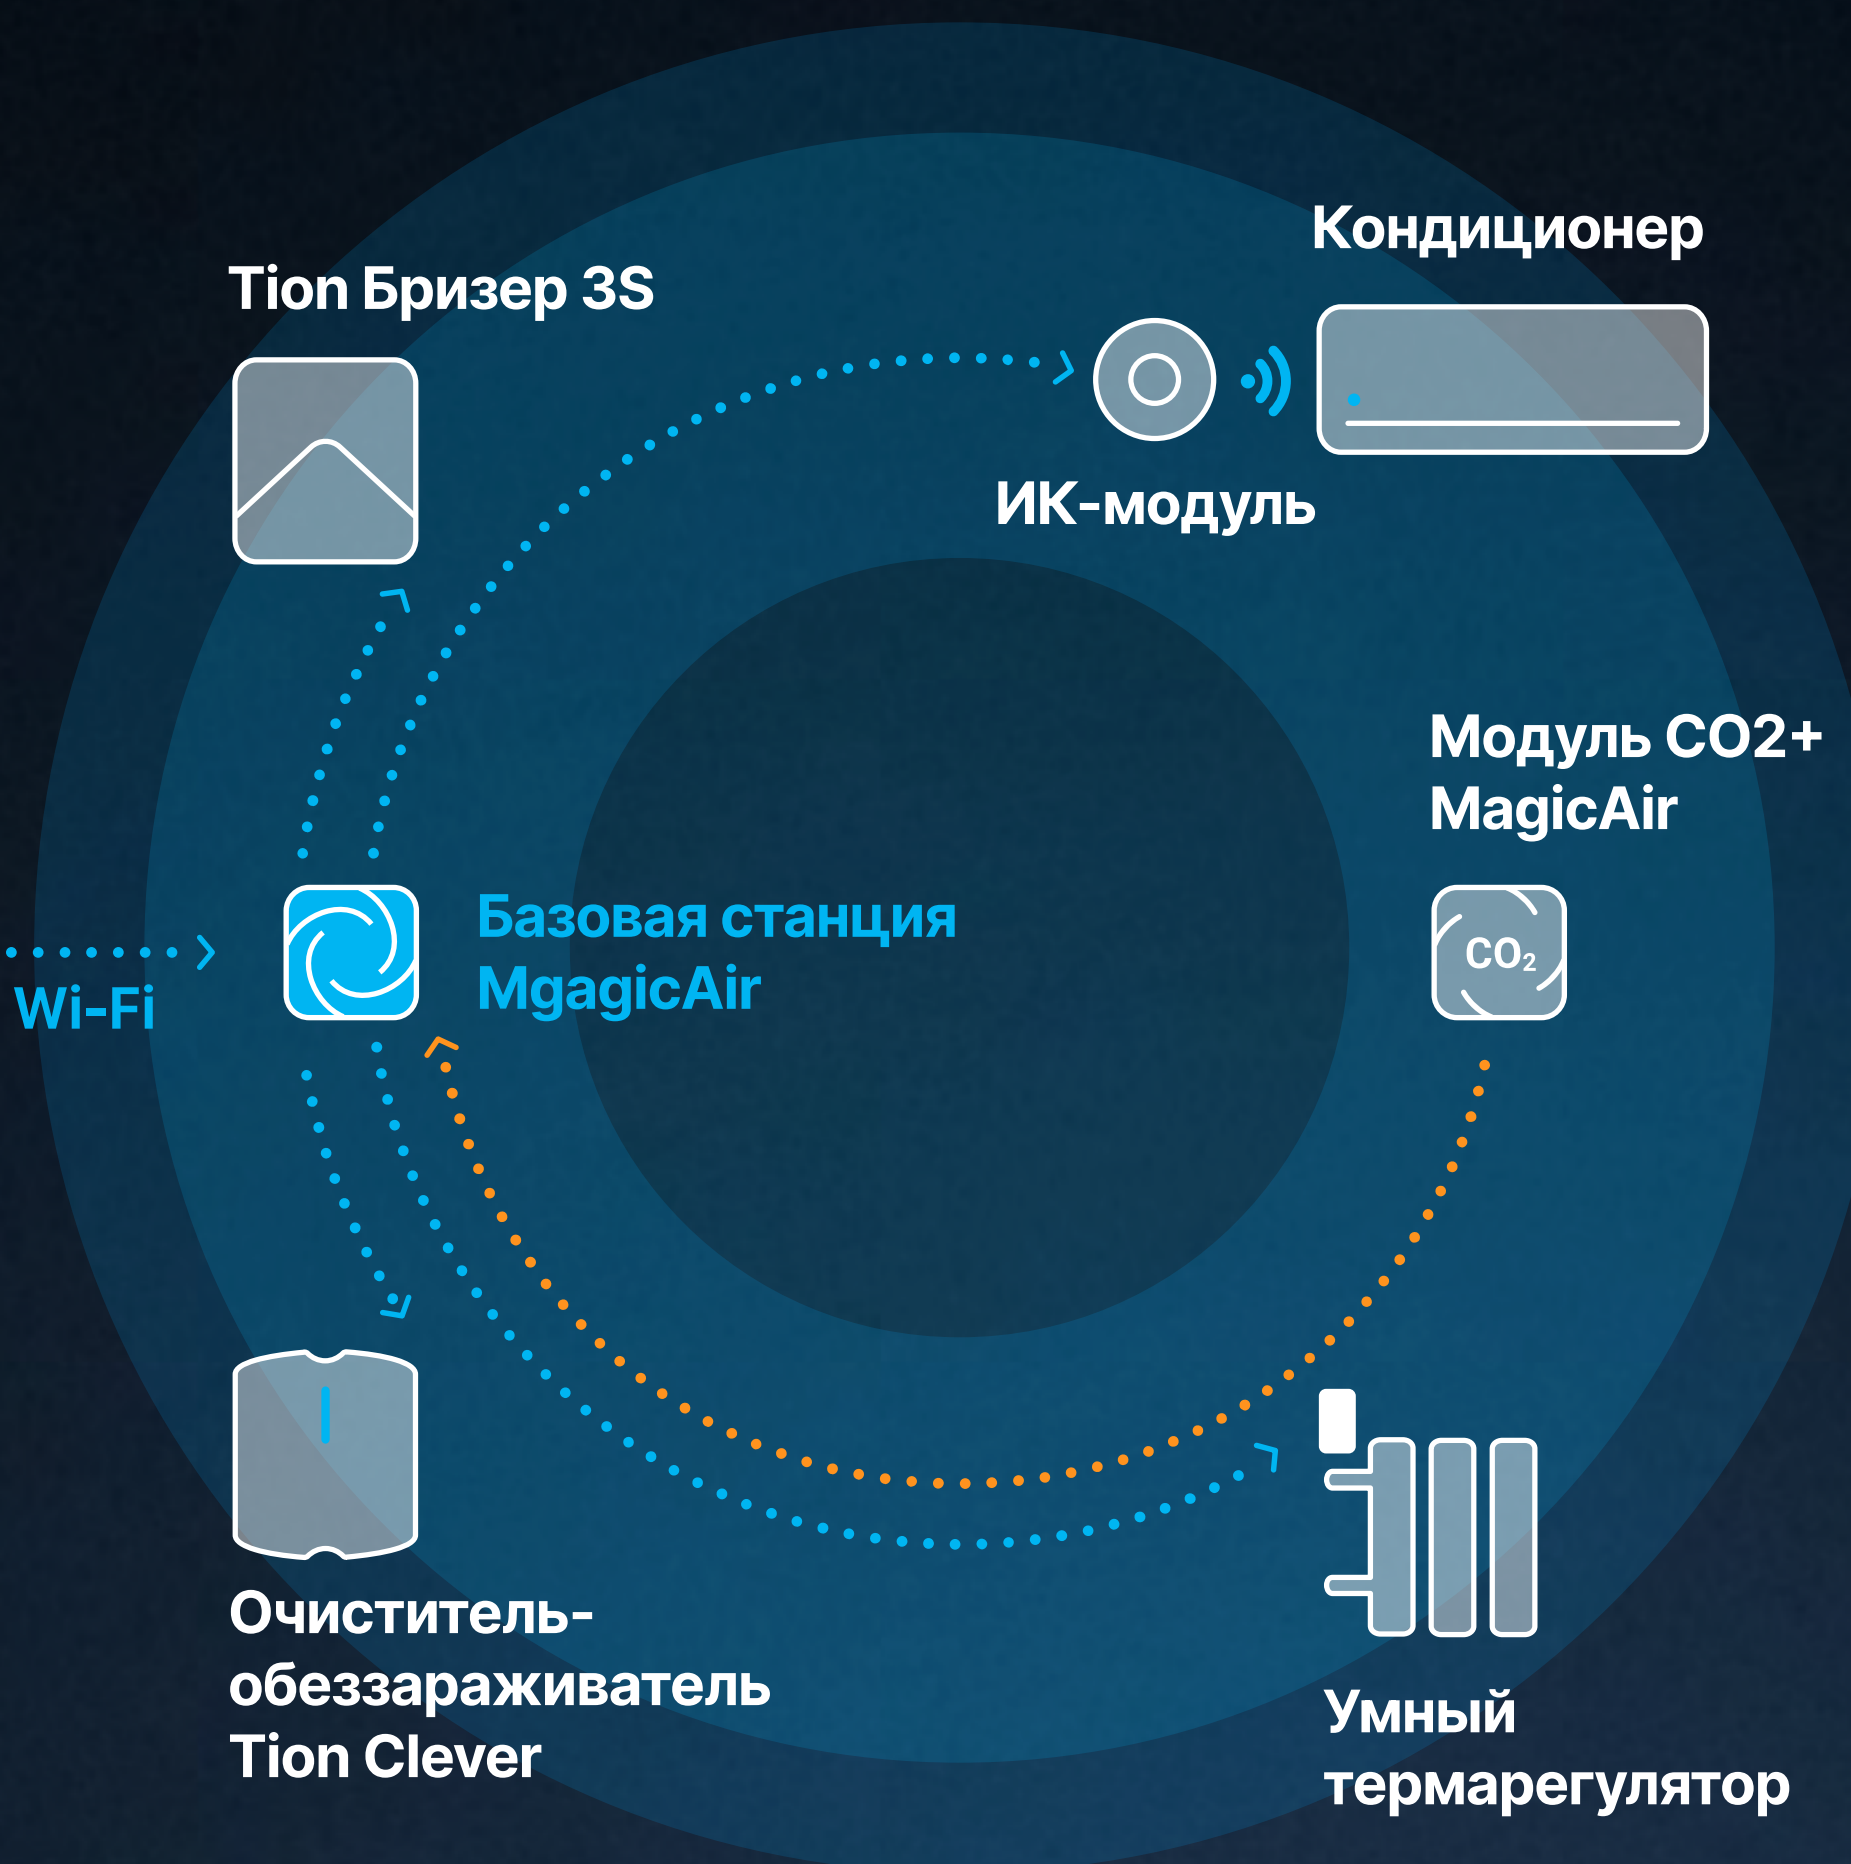 Кондиционер
Tion Бризер 3S
ИК-модуль
Модуль CO2+
MagicAir
Базовая станция
MgagicAir
CO₂
Wi-Fi
Очиститель-
обеззараживатель
Tion Clever
Умный
термарегулятор